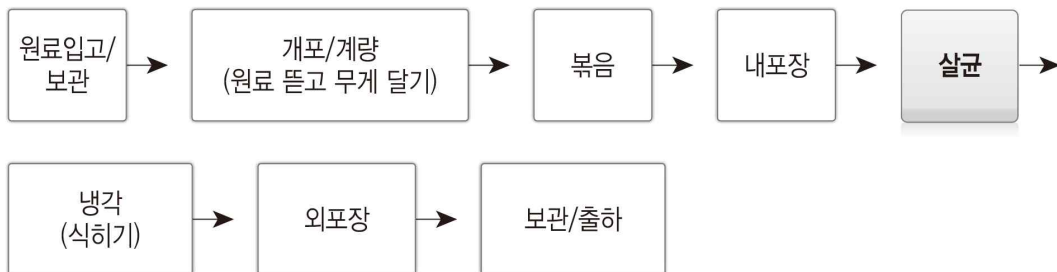 원료입고/
보관
개포/계량
(원료 뜯고 무게 달기)
볶음
내포장
살균
냉각
(식히기)
외포장
보관/출하